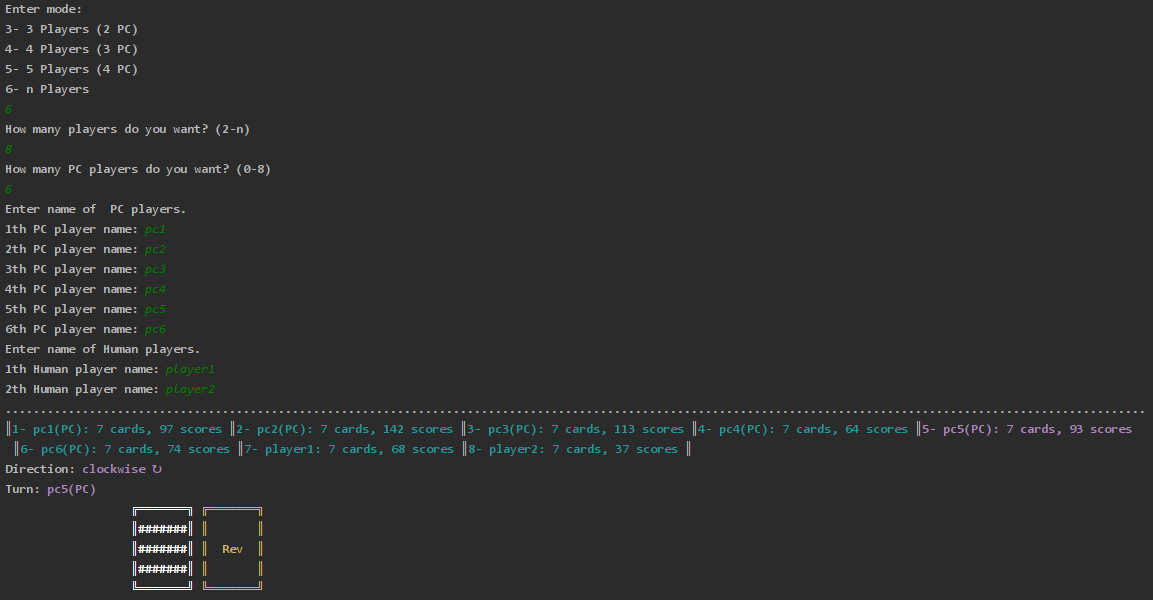 Enter mode:
3- 3 Players (2 PC)
4- 4 Players (3 PC)
5- 5 Players (4 PC)
6- n Players
6
How many players do you want? (2-n)
8
How many PC players do you want? (0-8)
6
Enter name of  PC players.
1th PC player name: pc1
2th PC player name: pc2
3th PC player name: pc3
4th PC player name: pc4
5th PC player name: pc5
6th PC player name: pc6
Enter name of Human players.
1th Human player name: player1
2th Human player name: player2
...................................................................................................................................................................
║1- pc1(PC): 7 cards, 97 scores ║2- pc2(PC): 7 cards, 142 scores ║3- pc3(PC): 7 cards, 113 scores ║4- pc4(PC): 7 cards, 64 scores ║5- pc5(PC): 7 cards, 93 scores
║6- pc6(PC): 7 cards, 74 scores ║7- player1: 7 cards, 68 scores ║8- player2: 7 cards, 37 scores ║
Direction: clockwise ↻
Turn: pc5(PC)
╔═══════╗ ╔═══════╗
║#######║ ║       ║
║#######║ ║  Rev  ║
║#######║ ║       ║
╚═══════╝ ╚═══════╝